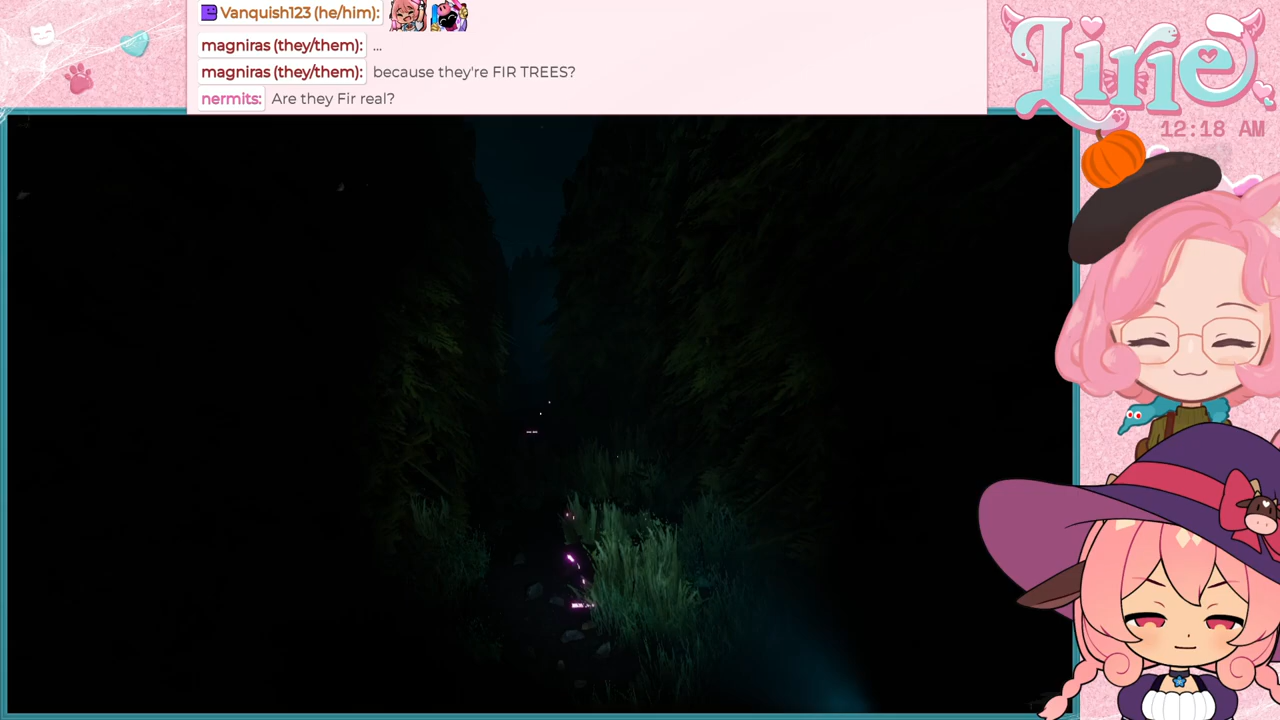 Vanquish123 (he/him):
magniras (they/them): ...
magniras (they/them): because they're FIR TREES?
nermits: Are they Fir real?
Lirie
12:18 AM